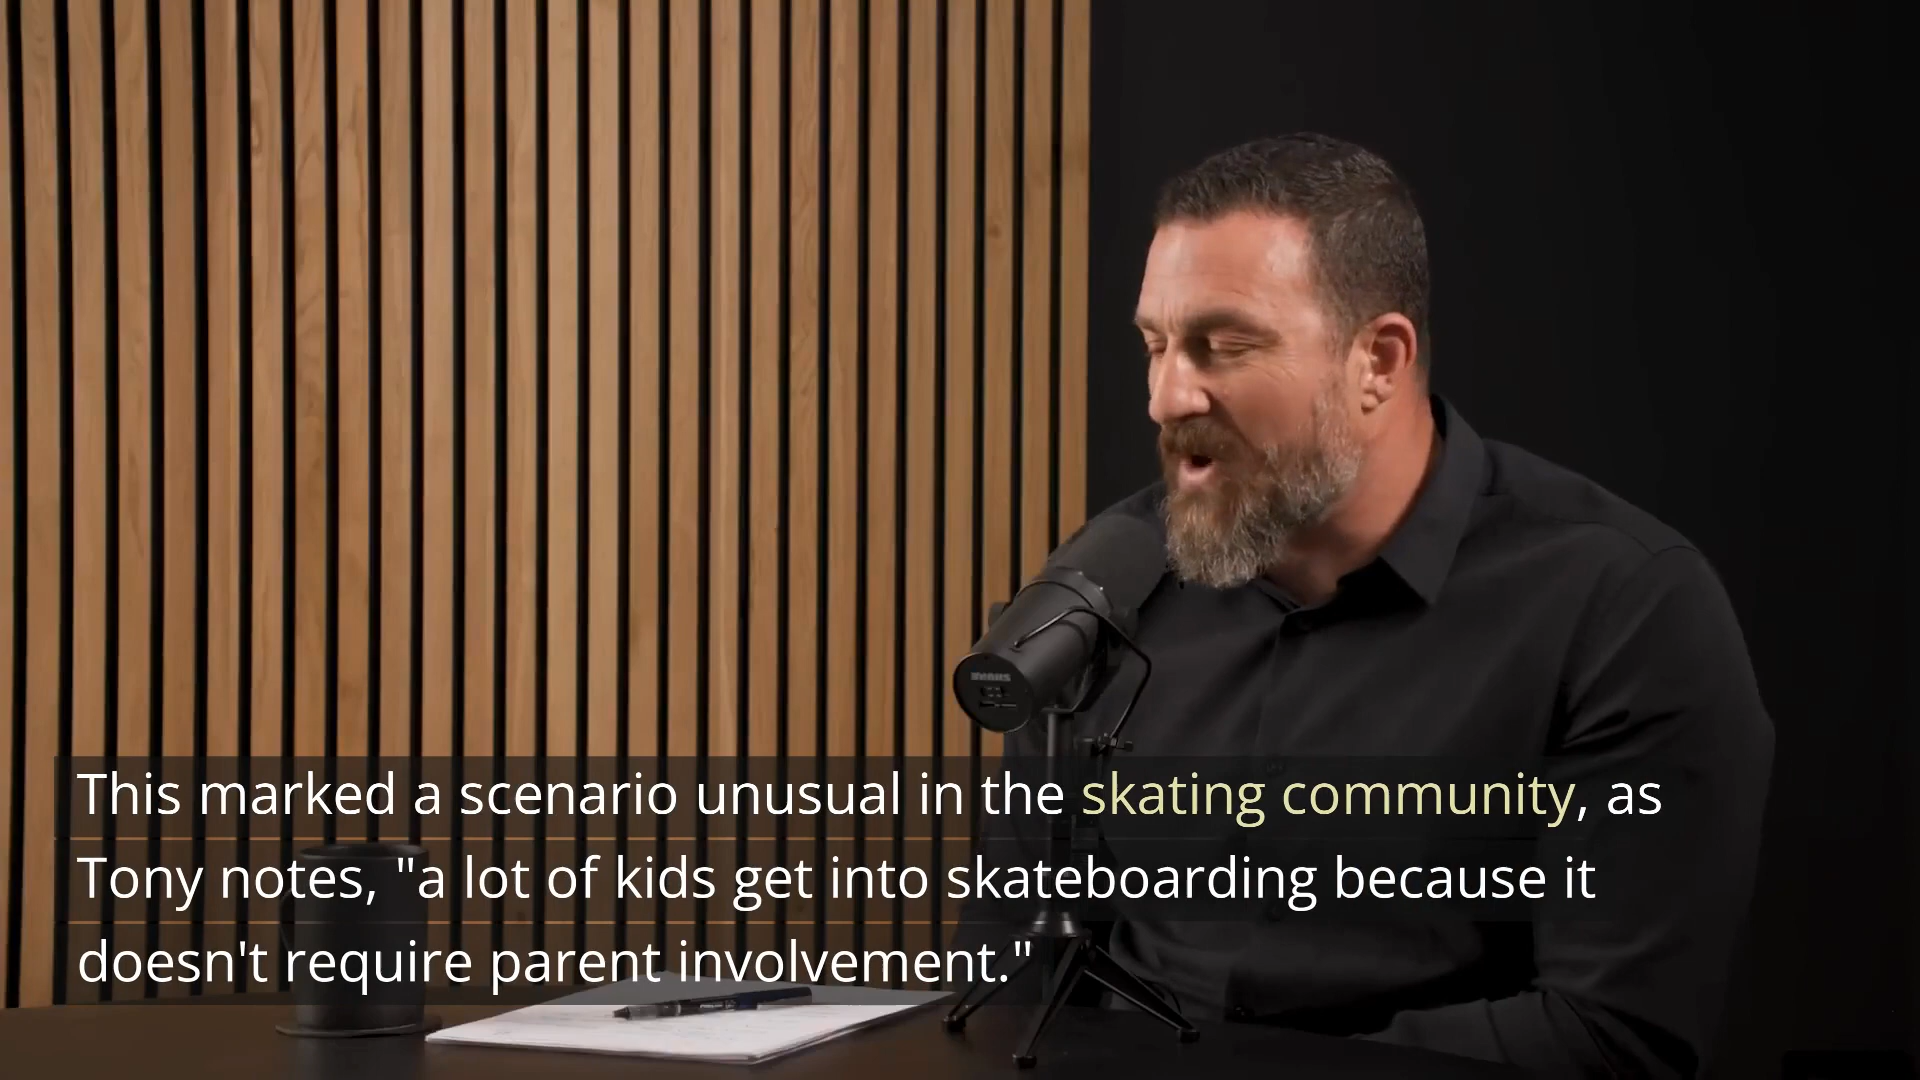 SHURE
This marked a scenario unusual in the skating community, as
Tony notes, "a lot of kids get into skateboarding because it
doesn't require parent involvement."